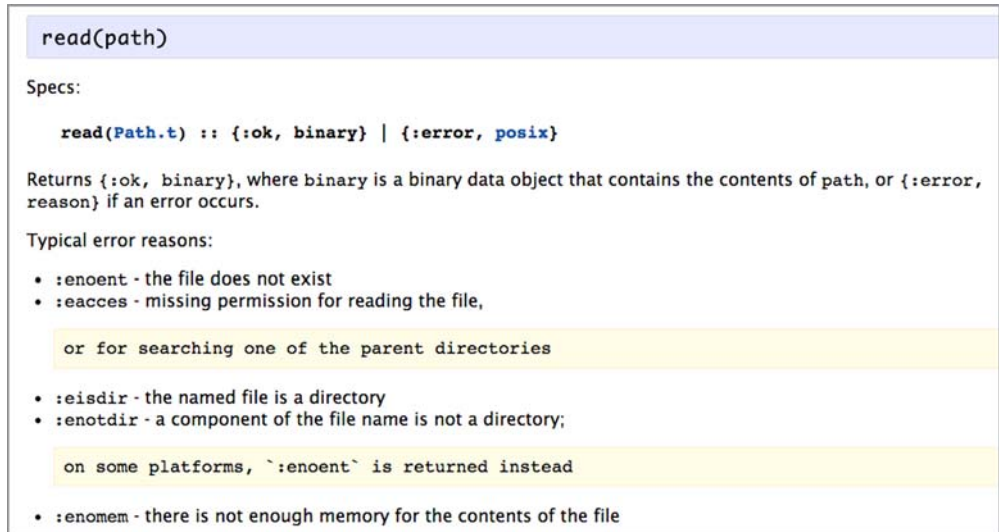 read(path)
Specs:
read(Path.t) :: {:ok, binary} | {:error, posix}
Returns {:ok, binary}, where binary is a binary data object that contains the contents of path, or {:error,
reason} if an error occurs.
Typical error reasons:
• :enoent - the file does not exist
• :eacces - missing permission for reading the file,
or for searching one of the parent directories
• :eisdir - the named file is a directory
• :enotdir - a component of the file name is not a directory;
on some platforms, `:enoent` is returned instead
• :enomem - there is not enough memory for the contents of the file